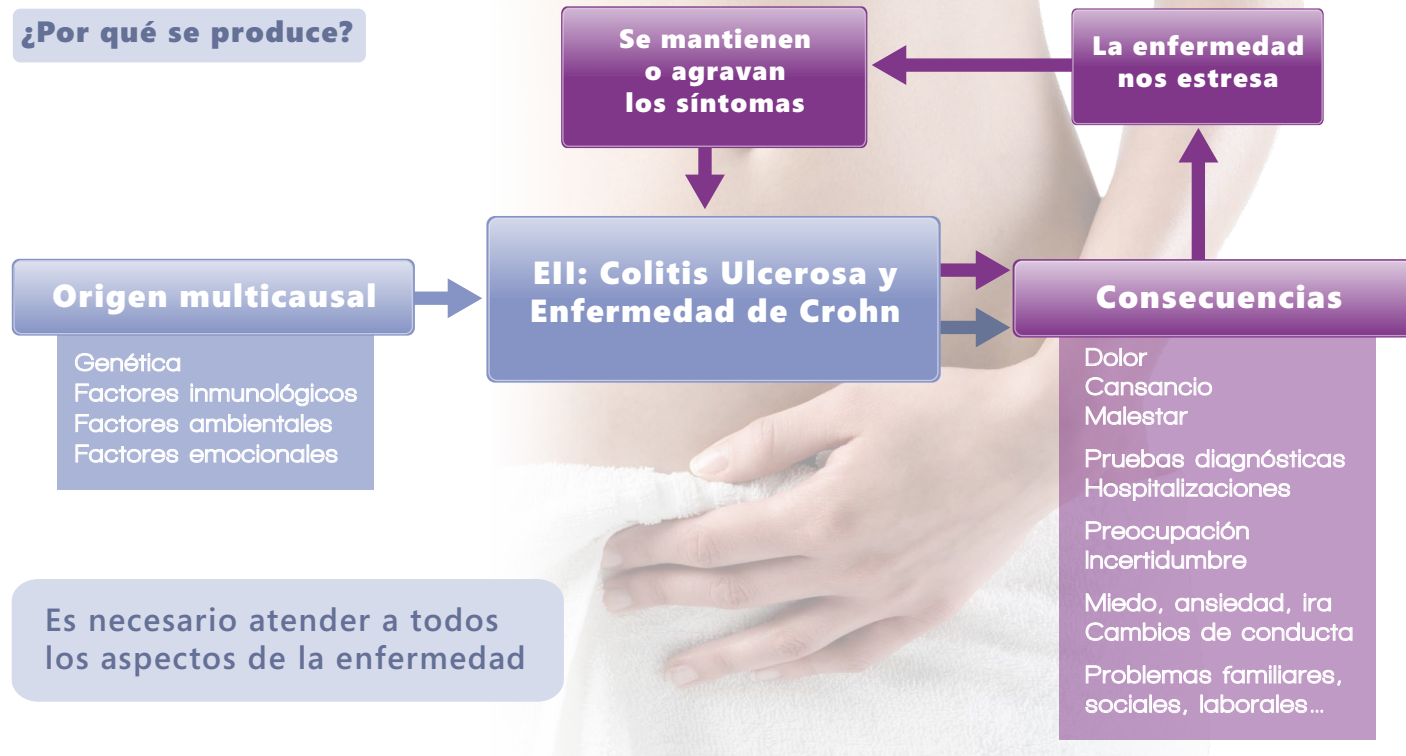 ¿Por qué se produce?
Se mantienen
o agravan
los síntomas
La enfermedad
nos estresa
Origen multicausal
Genética
Factores inmunológicos
Factores ambientales
Factores emocionales
EII: Colitis Ulcerosa y
Enfermedad de Crohn
Consecuencias
Dolor
Cansancio
Malestar
Pruebas diagnósticas
Hospitalizaciones
Preocupación
Incertidumbre
Miedo, ansiedad, ira
Cambios de conducta
Problemas familiares,
sociales, laborales...
Es necesario atender a todos
los aspectos de la enfermedad